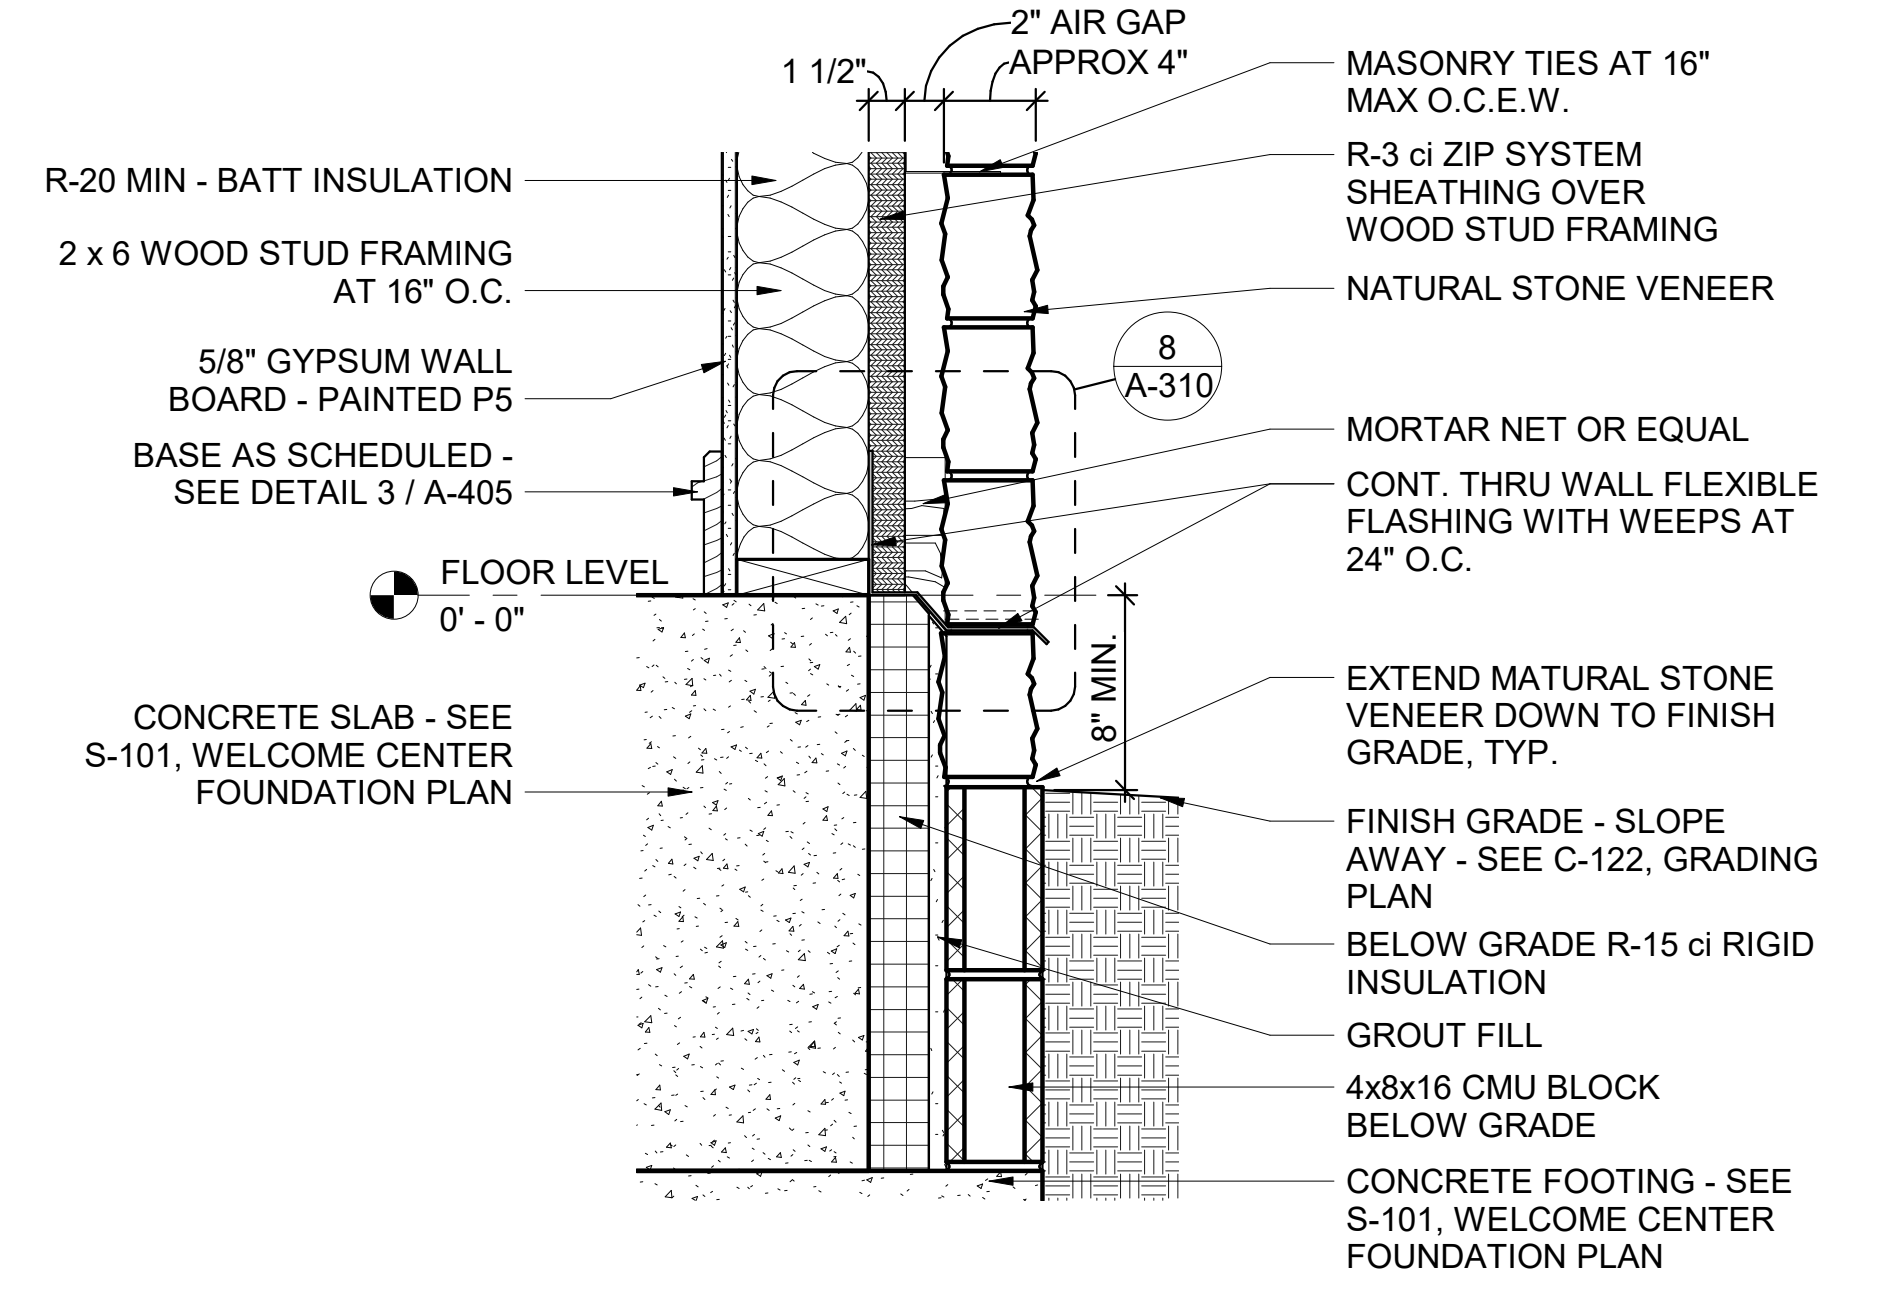 2" AIR GAP
APPROX 4"
1 1/2"
R-20 MIN - BATT INSULATION
2 x 6 WOOD STUD FRAMING
AT 16" O.C.
5/8" GYPSUM WALL
BOARD - PAINTED P5
BASE AS SCHEDULED -
SEE DETAIL 3 / A-405
FLOOR LEVEL
0' - 0"
CONCRETE SLAB - SEE
S-101, WELCOME CENTER
FOUNDATION PLAN
8
A-310
8" MIN.
MASONRY TIES AT 16"
MAX O.C.E.W.
R-3 ci ZIP SYSTEM
SHEATHING OVER
WOOD STUD FRAMING
NATURAL STONE VENEER
MORTAR NET OR EQUAL
CONT. THRU WALL FLEXIBLE
FLASHING WITH WEEPS AT
24" O.C.
EXTEND MATURAL STONE
VENEER DOWN TO FINISH
GRADE, TYP.
FINISH GRADE - SLOPE
AWAY - SEE C-122, GRADING
PLAN
BELOW GRADE R-15 ci RIGID
INSULATION
GROUT FILL
4x8x16 CMU BLOCK
BELOW GRADE
CONCRETE FOOTING - SEE
S-101, WELCOME CENTER
FOUNDATION PLAN